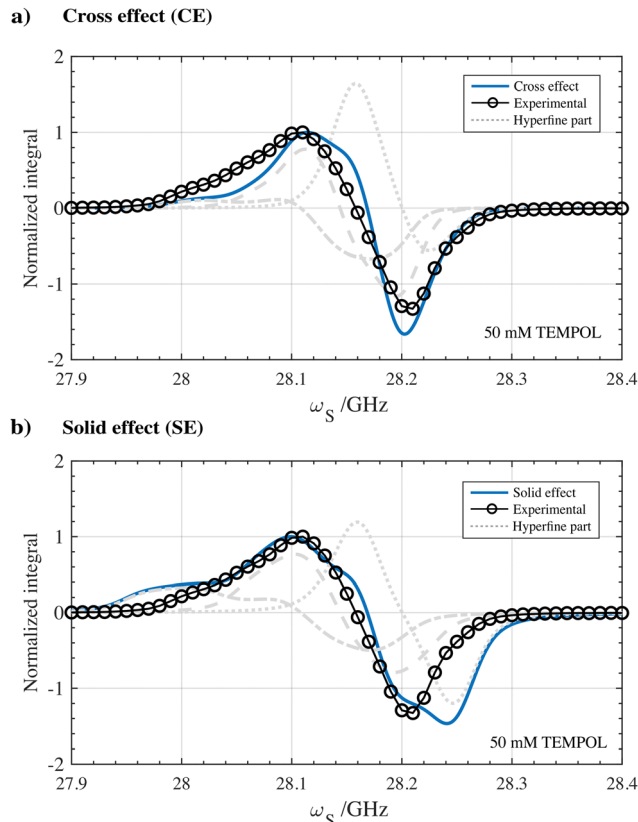 a) Cross effect (CE)
2
1
0
-1
-2
Normalized integral
Cross effect
Experimental
Hyperfine part
50 mM TEMPOL
27.9 28 28.1 28.2 28.3 28.4
ω_S /GHz
b) Solid effect (SE)
2
1
0
-1
-2
Normalized integral
Solid effect
Experimental
Hyperfine part
50 mM TEMPOL
27.9 28 28.1 28.2 28.3 28.4
ω_S /GHz